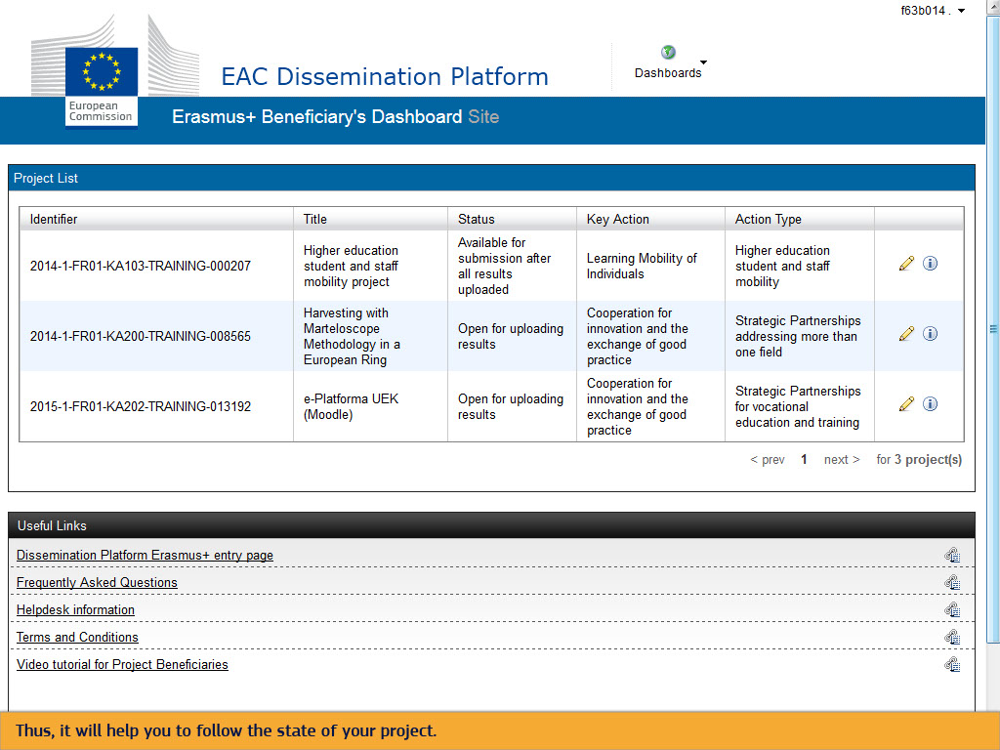 f63b014 .
EAC Dissemination Platform
Dashboards
European
Commission
Erasmus+ Beneficiary's Dashboard Site
Project List
Identifier Title Status Key Action Action Type
2014-1-FR01-KA103-TRAINING-000207
Higher education
student and staff
mobility project
Available for
submission after
all results
uploaded
Learning Mobility of
Individuals
Higher education
student and staff
mobility
2014-1-FR01-KA200-TRAINING-008565
Harvesting with
Marteloscope
Methodology in a
European Ring
Open for uploading
results
Cooperation for
innovation and the
exchange of good
practice
Strategic Partnerships
addressing more than
one field
2015-1-FR01-KA202-TRAINING-013192
e-Platforma UEK
(Moodle)
Open for uploading
results
Cooperation for
innovation and the
exchange of good
practice
Strategic Partnerships
for vocational
education and training
< prev 1 next > for 3 project(s)
Useful Links
Dissemination Platform Erasmus+ entry page
Frequently Asked Questions
Helpdesk information
Terms and Conditions
Video tutorial for Project Beneficiaries
Thus, it will help you to follow the state of your project.